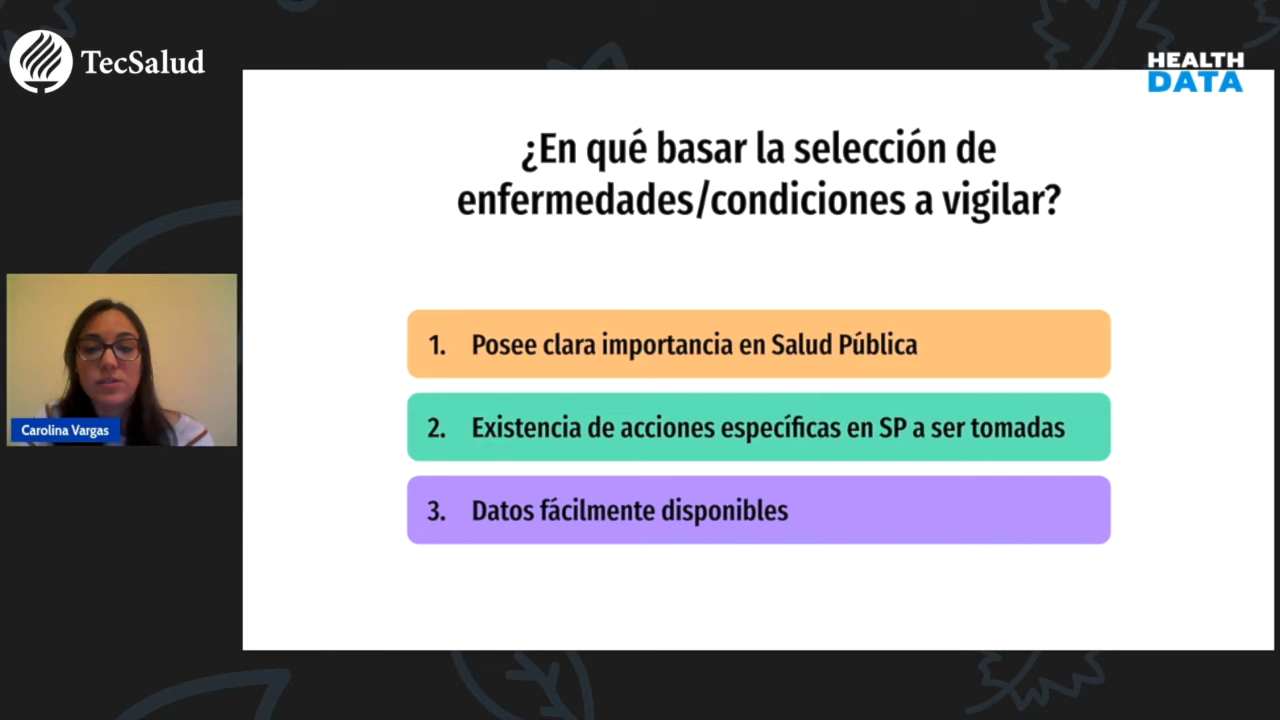 TecSalud
HEALTH
DATA
¿En qué basar la selección de
enfermedades/condiciones a vigilar?
1. Posee clara importancia en Salud Pública
2. Existencia de acciones específicas en SP a ser tomadas
3. Datos fácilmente disponibles
Carolina Vargas